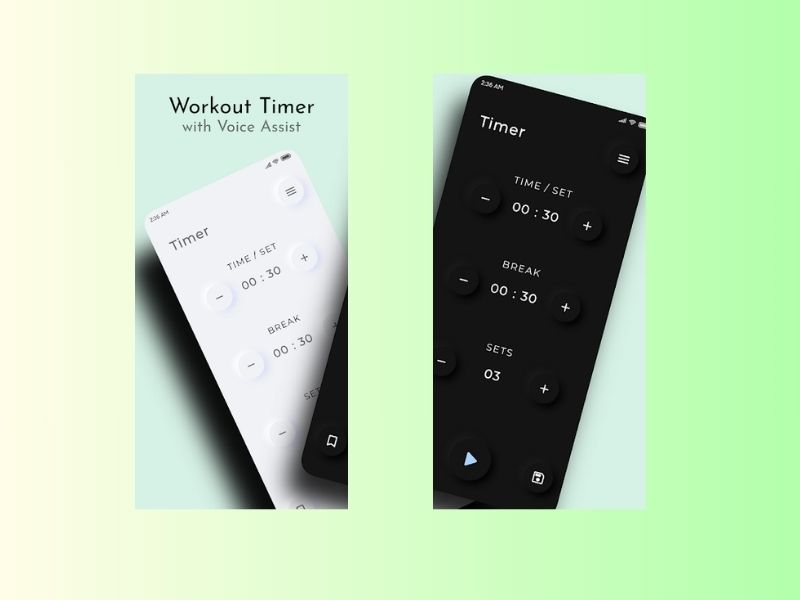 Workout Timer
with Voice Assist
2:36 AM
Timer
TIME / SET
− 00 : 30 +
BREAK
− 00 : 30 +
SE
−
2:36 AM
Timer
TIME / SET
− 00 : 30 +
BREAK
− 00 : 30 +
SETS
− 03 +